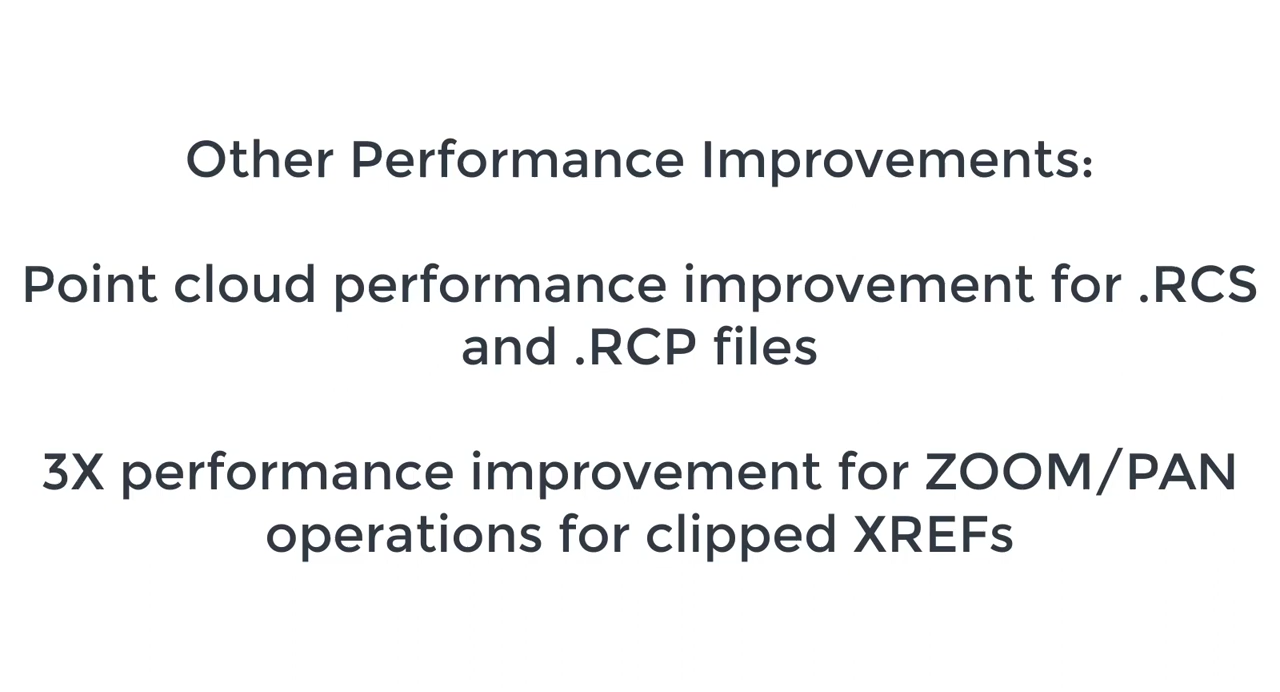 Other Performance Improvements:
Point cloud performance improvement for .RCS
and .RCP files
3X performance improvement for ZOOM/PAN
operations for clipped XREFs